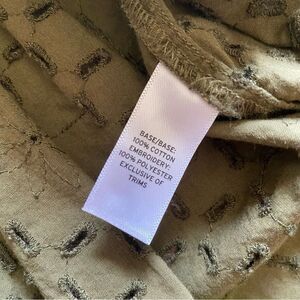 BASE/BASE:
100% COTTON
EMBROIDERY:
100% POLYESTER
EXCLUSIVE OF
TRIMS